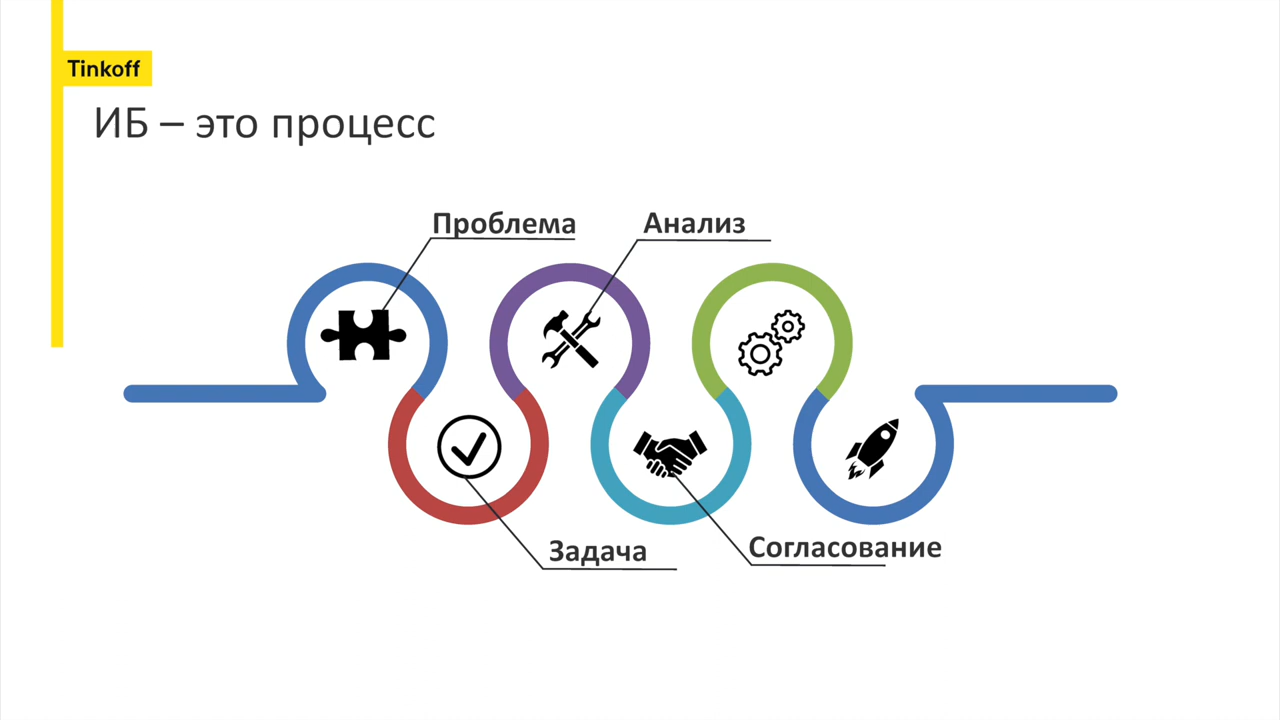 Tinkoff
ИБ – это процесс
Проблема
Анализ
Задача
Согласование